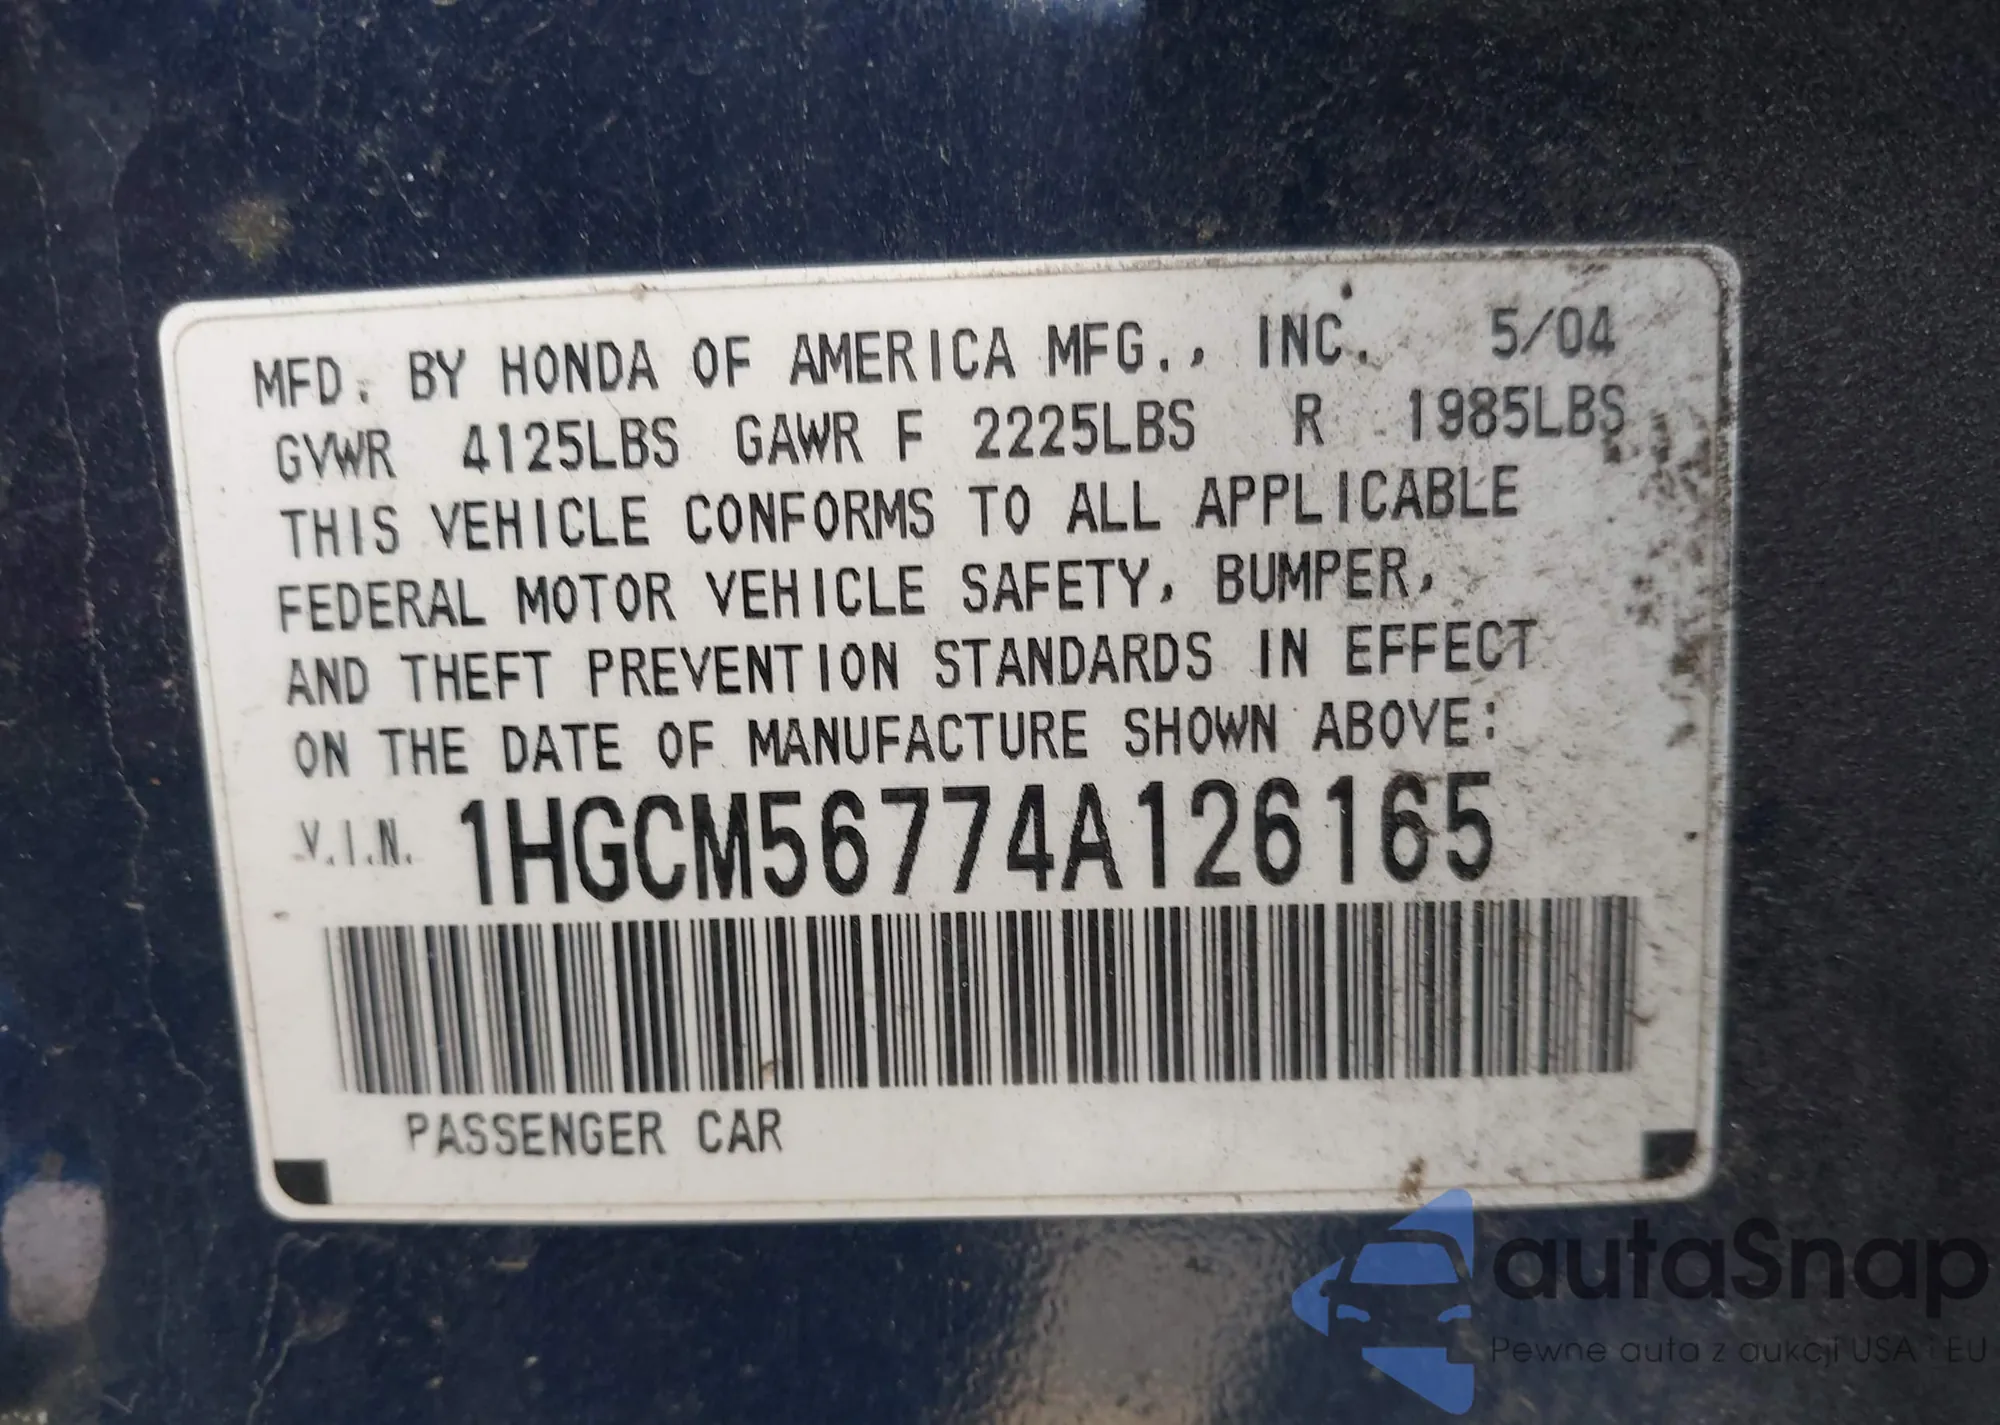 MFD. BY HONDA OF AMERICA MFG., INC. 5/04
GVWR 4125LBS GAWR F 2225LBS R 1985LBS
THIS VEHICLE CONFORMS TO ALL APPLICABLE
FEDERAL MOTOR VEHICLE SAFETY, BUMPER,
AND THEFT PREVENTION STANDARDS IN EFFECT
ON THE DATE OF MANUFACTURE SHOWN ABOVE:
V.I.N. 1HGCM56774A126165
PASSENGER CAR
autaSnap
Pewne auta z aukcji USA i EU